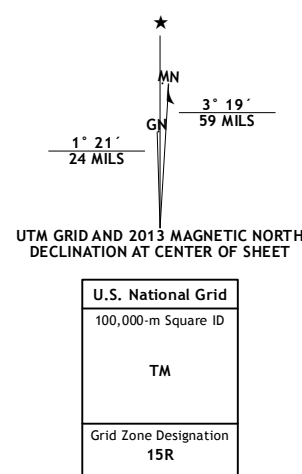 MN
GN
3° 19´
59 MILS
1° 21´
24 MILS
UTM GRID AND 2013 MAGNETIC NORTH
DECLINATION AT CENTER OF SHEET
U.S. National Grid
100,000-m Square ID
TM
Grid Zone Designation
15R